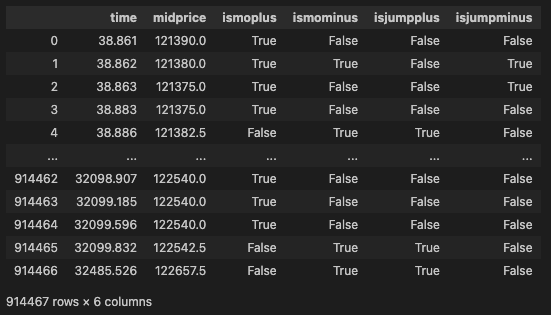 time midprice ismoplus ismominus isjumpplus isjumpminus
0 38.861 121390.0 True False False False
1 38.862 121380.0 True True False True
2 38.863 121375.0 True False False True
3 38.883 121375.0 True False False False
4 38.886 121382.5 False True True False
... ... ... ... ... ... ...
914462 32098.907 122540.0 True False False False
914463 32099.185 122540.0 True False False False
914464 32099.596 122540.0 True False False False
914465 32099.832 122542.5 False True True False
914466 32485.526 122657.5 False True True False
914467 rows × 6 columns